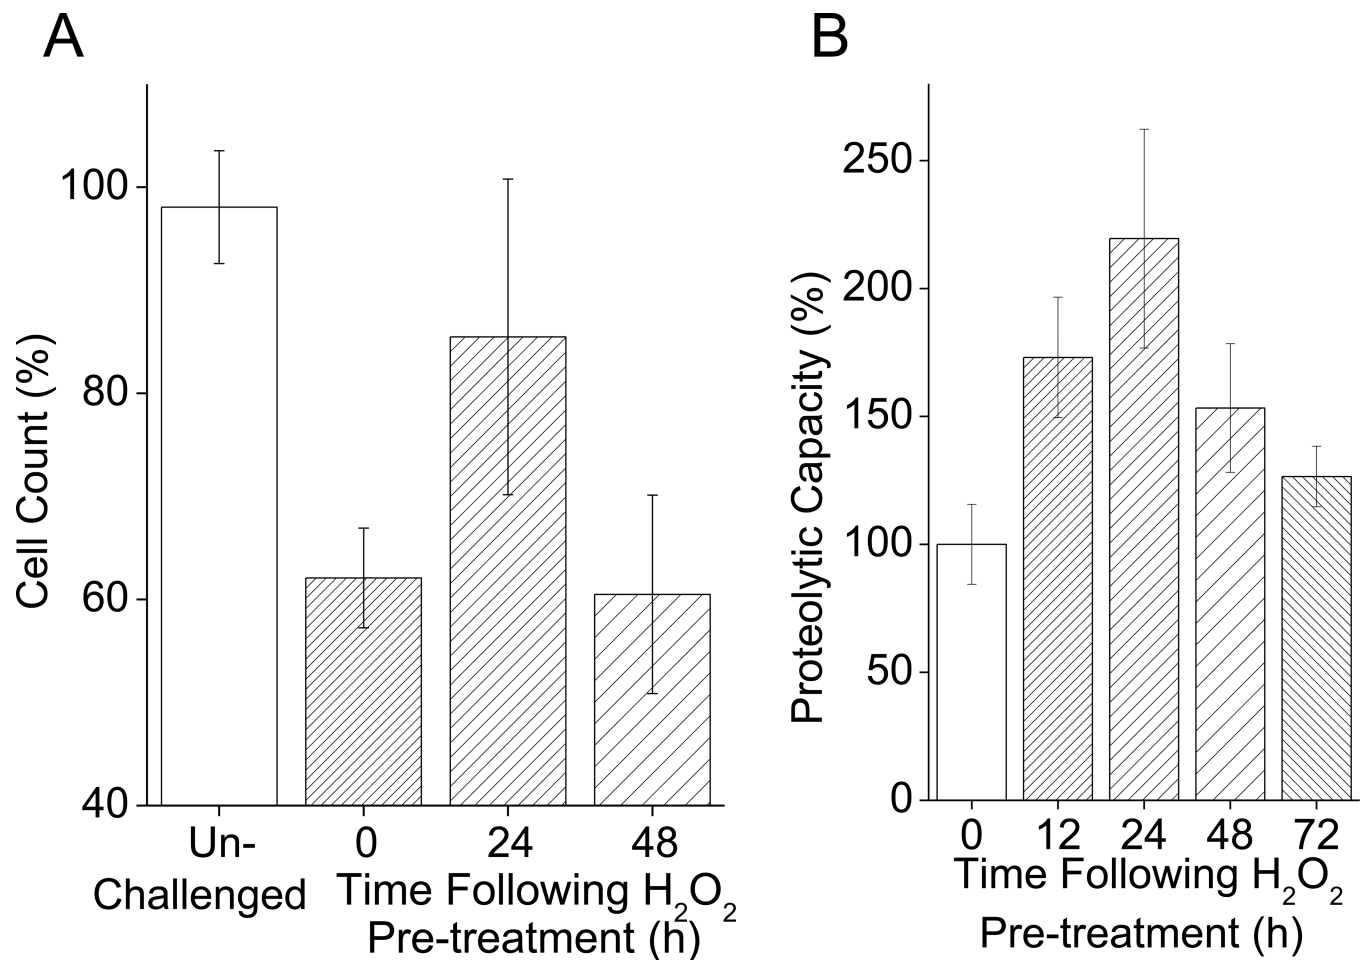 A
100
80
60
40
Cell Count (%)
Un-
Challenged
0
24
48
Time Following H₂O₂
Pre-treatment (h)
B
250
200
150
100
50
0
Proteolytic Capacity (%)
0
12
24
48
72
Time Following H₂O₂
Pre-treatment (h)